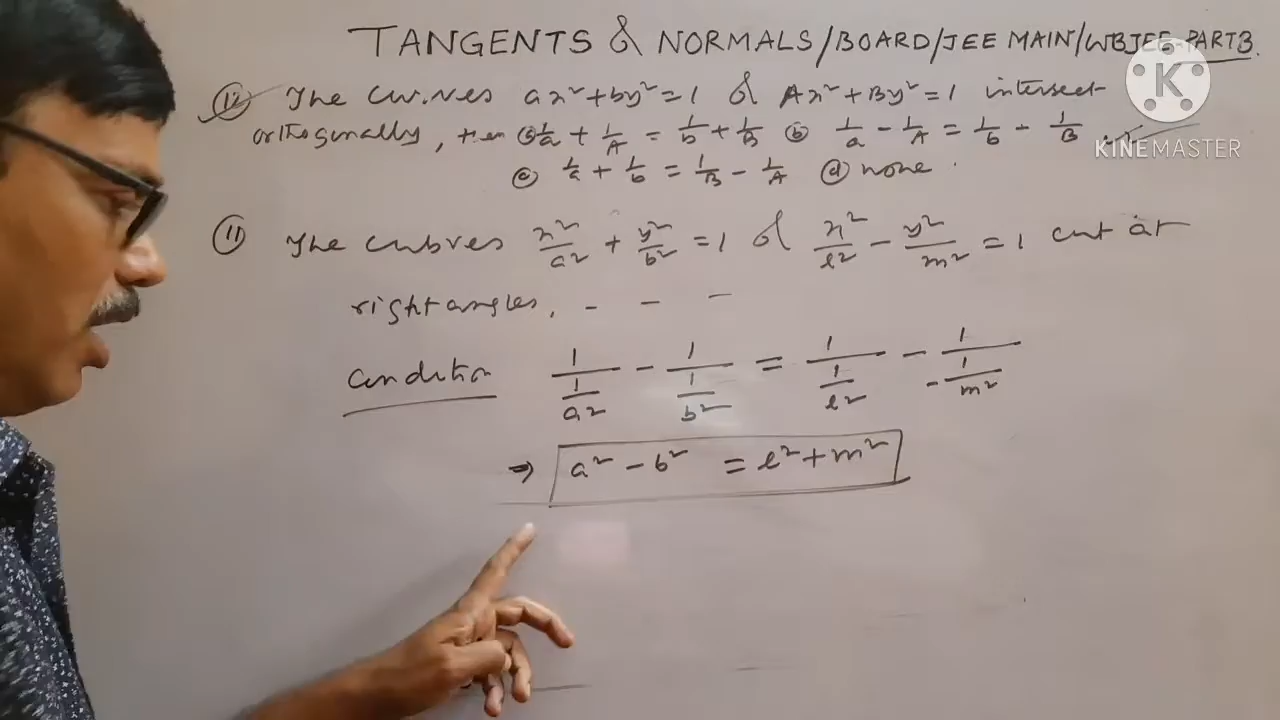 TANGENTS & NORMALS/BOARD/JEE MAIN/WBJEE-PART3.
K
KINEMASTER
12 The curves ax²+by²=1 & Ax²+By²=1 intersect
orthogonally, then (a) 1/a + 1/A = 1/b + 1/B (b) 1/a - 1/A = 1/b - 1/B
(c) 1/a + 1/b = 1/B - 1/A (d) none.
11 The cubves x²/a² + y²/b² = 1 & x²/l² - y²/m² = 1 cut at
right angles, - - -
Condition 1/(1/a²) - 1/(1/b²) = 1/(1/l²) - 1/(-1/m²)
⇒ a² - b² = l² + m²